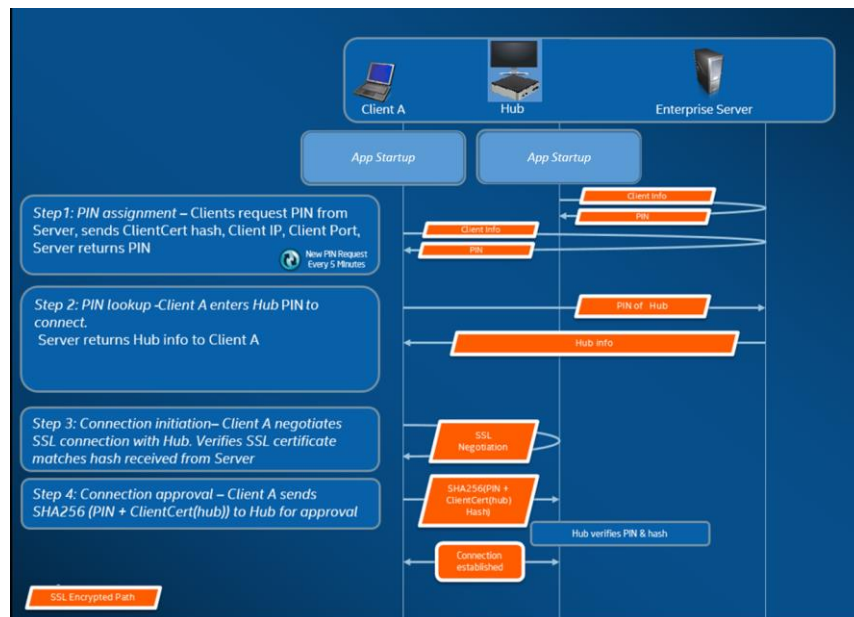 Client A
Hub
Enterprise Server
App Startup
App Startup
Client Info
PIN
Step1: PIN assignment – Clients request PIN from
Server, sends ClientCert hash, Client IP, Client Port,
Server returns PIN
New PIN Request
Every 5 Minutes
Client Info
PIN
Step 2: PIN lookup -Client A enters Hub PIN to
connect.
Server returns Hub info to Client A
PIN of Hub
Hub info
Step 3: Connection initiation– Client A negotiates
SSL connection with Hub. Verifies SSL certificate
matches hash received from Server
SSL
Negotiation
Step 4: Connection approval – Client A sends
SHA256 (PIN + ClientCert(hub)) to Hub for approval
SHA256(PIN +
ClientCert(hub)
Hash)
Hub verifies PIN & hash
Connection
established
SSL Encrypted Path